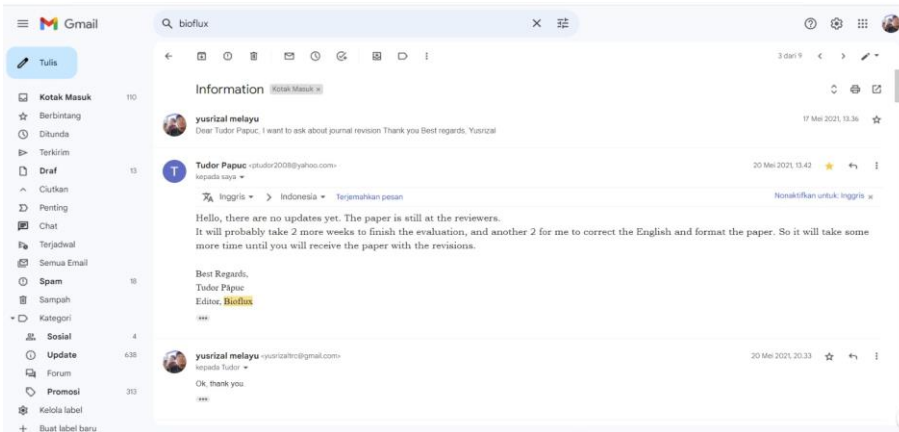 Gmail
bioflux
Tulis
3 dari 9
Kotak Masuk 110
Berbintang
Ditunda
Terkirim
Draf 13
Ciutkan
Penting
Chat
Terjadwal
Semua Email
Spam 18
Sampah
Kategori
Sosial 4
Update 638
Forum
Promosi 313
Kelola label
Buat label baru
Information Kotak Masuk ×
yusrizal melayu 17 Mei 2021, 13.36
Dear Tudor Papuc, I want to ask about journal revision Thank you Best regards, Yusrizal
T
Tudor Papuc <ptudor2008@yahoo.com> 20 Mei 2021, 13.42
kepada saya
Inggris > Indonesia Terjemahkan pesan Nonaktifkan untuk: Inggris ×
Hello, there are no updates yet. The paper is still at the reviewers.
It will probably take 2 more weeks to finish the evaluation, and another 2 for me to correct the English and format the paper. So it will take some
more time until you will receive the paper with the revisions.
Best Regards,
Tudor Păpuc
Editor, Bioflux
yusrizal melayu <yusrizaltrc@gmail.com> 20 Mei 2021, 20.33
kepada Tudor
Ok, thank you.